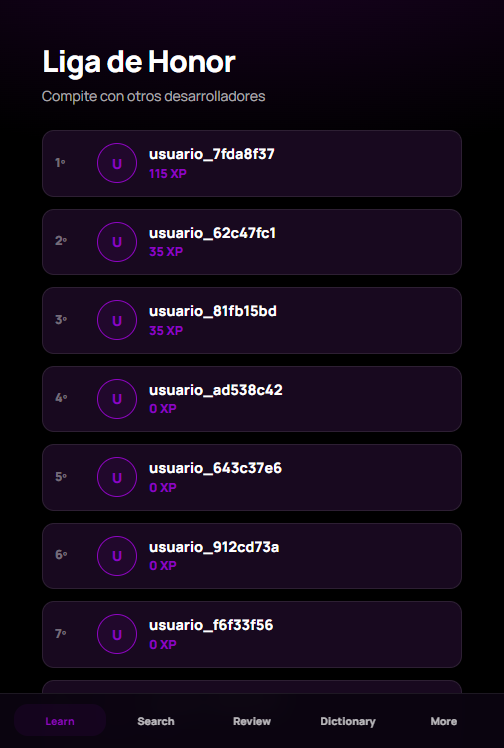 Liga de Honor
Compite con otros desarrolladores
1º
U
usuario_7fda8f37
115 XP
2º
U
usuario_62c47fc1
35 XP
3º
U
usuario_81fb15bd
35 XP
4º
U
usuario_ad538c42
0 XP
5º
U
usuario_643c37e6
0 XP
6º
U
usuario_912cd73a
0 XP
7º
U
usuario_f6f33f56
0 XP
Learn
Search
Review
Dictionary
More